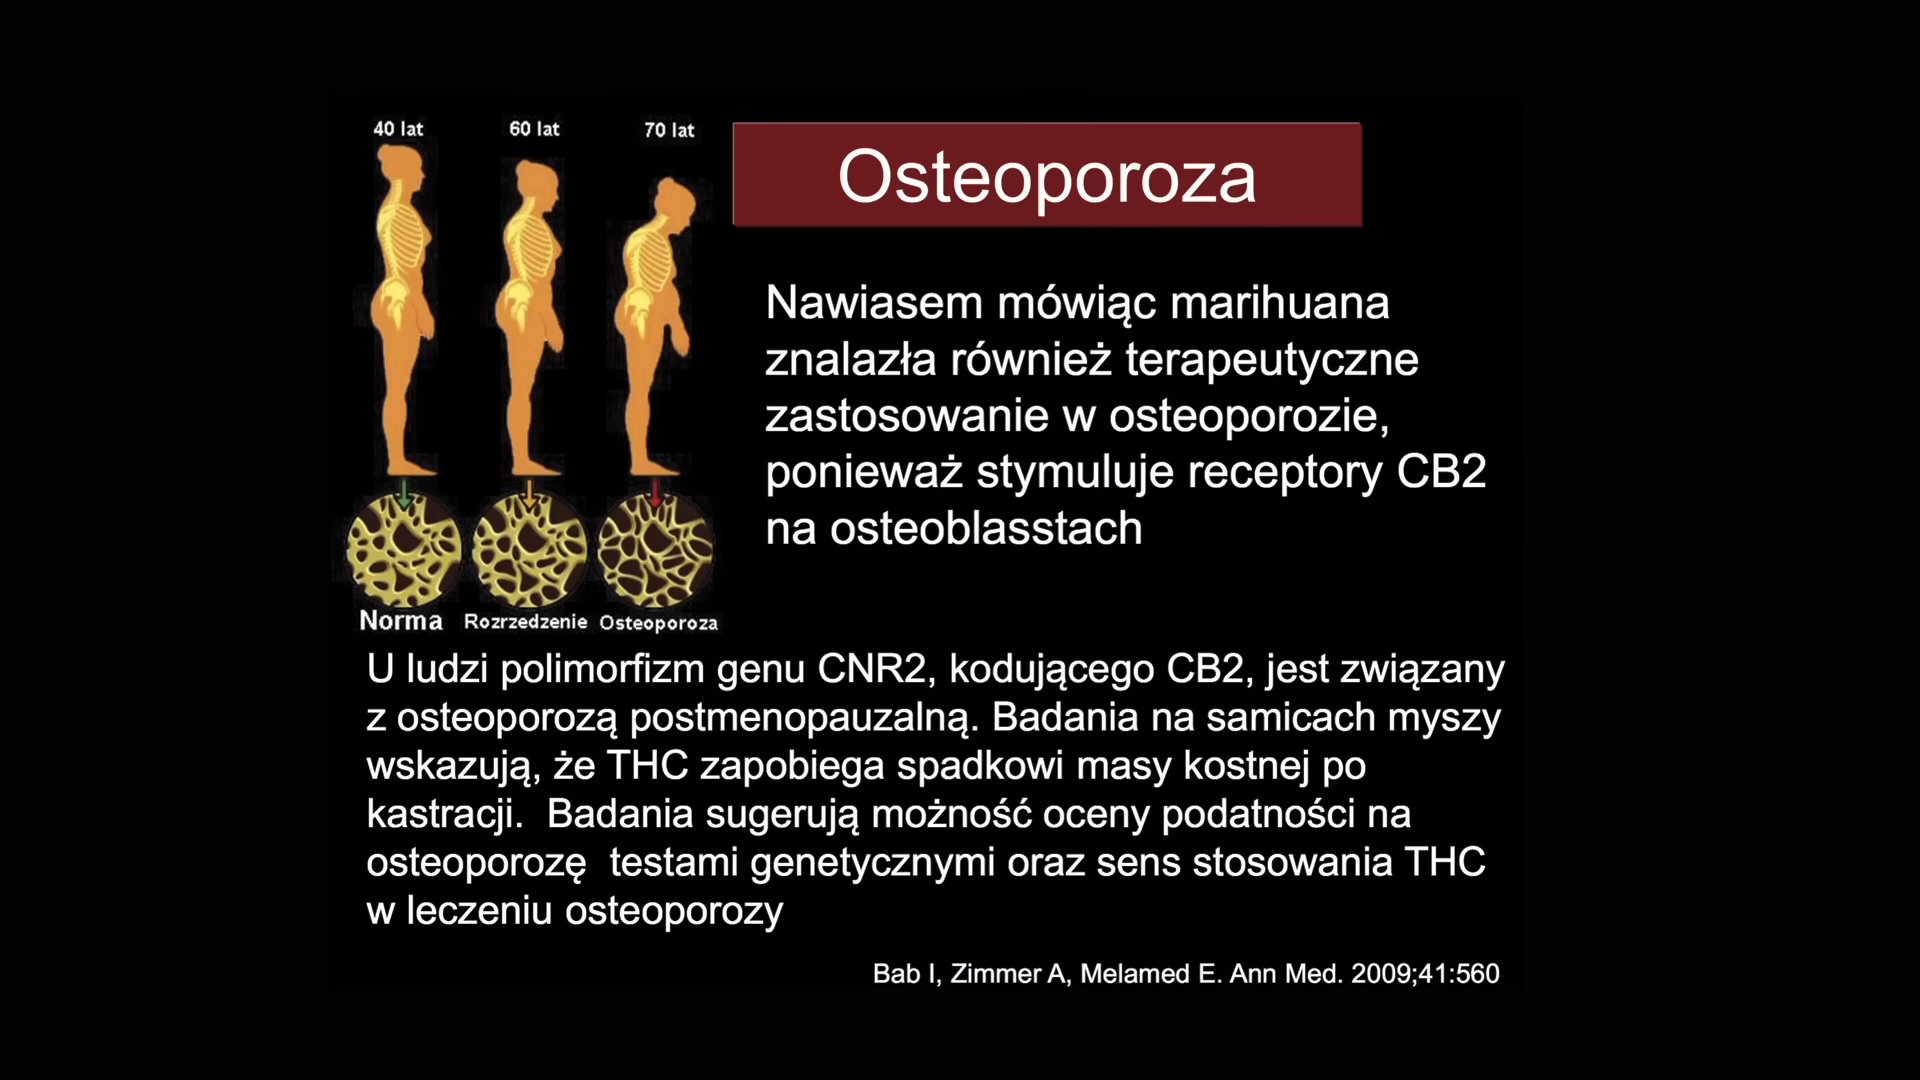 40 lat
60 lat
70 lat
Osteoporoza
Nawiasem mówiąc marihuana
znalazła również terapeutyczne
zastosowanie w osteoporozie,
ponieważ stymuluje receptory CB2
na osteoblasstach
Norma
Rozrzedzenie
Osteoporoza
U ludzi polimorfizm genu CNR2, kodującego CB2, jest związany
z osteoporozą postmenopauzalną. Badania na samicach myszy
wskazują, że THC zapobiega spadkowi masy kostnej po
kastracji.  Badania sugerują możność oceny podatności na
osteoporozę  testami genetycznymi oraz sens stosowania THC
w leczeniu osteoporozy
Bab I, Zimmer A, Melamed E. Ann Med. 2009;41:560